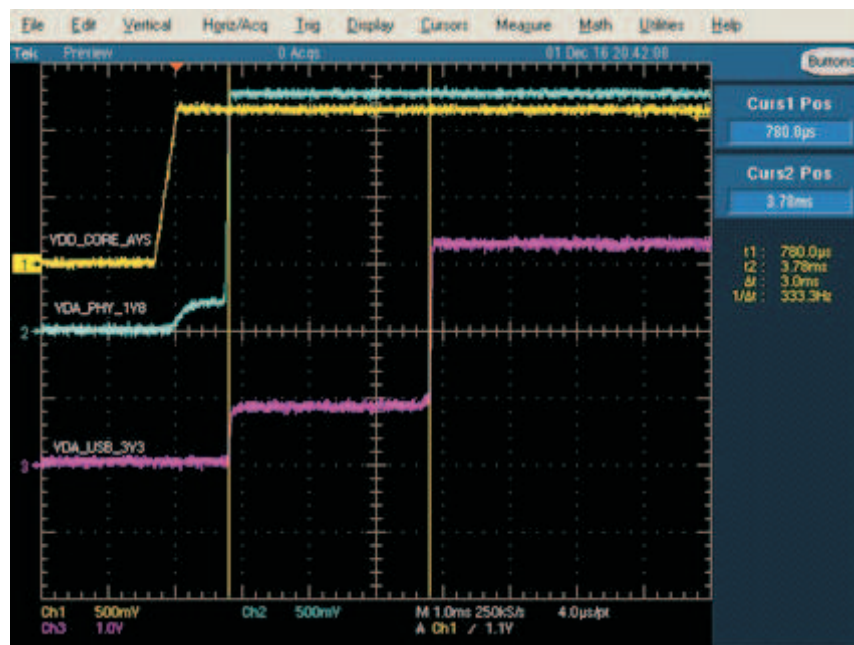 File Edit Vertical Horiz/Acq Trig Display Cursors Measure Math Utilities Help
Tek Preview 0 Acqs 01 Dec 16 20:42:08
Buttons
Curs1 Pos
780.0µs
Curs2 Pos
3.78ms
VDD_CORE_AVS
1
t1: 780.0µs
t2: 3.78ms
Δt: 3.0ms
1/Δt: 333.3Hz
VDA_PHY_1V8
2
VDA_USB_3V3
3
Ch1 500mV Ch2 500mV M 1.0ms 250kS/s 4.0µs/pt
Ch3 1.0V A Ch1 / 1.1V